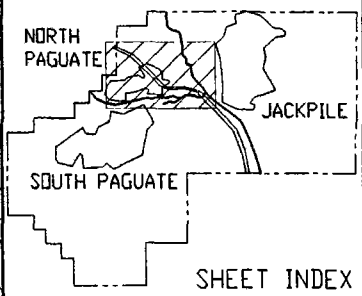 NORTH
PAGUATE
JACKPILE
SOUTH PAGUATE
SHEET INDEX